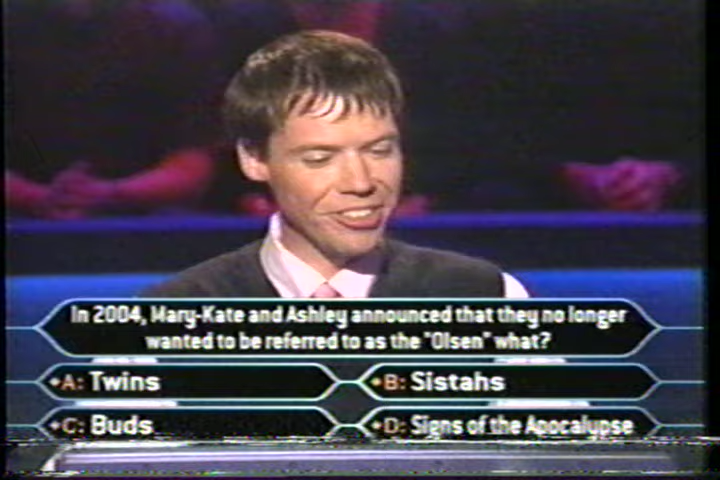 In 2004, Mary-Kate and Ashley announced that they no longer
wanted to be referred to as the "Olsen" what?
A: Twins
B: Sistahs
C: Buds
D: Signs of the Apocalypse